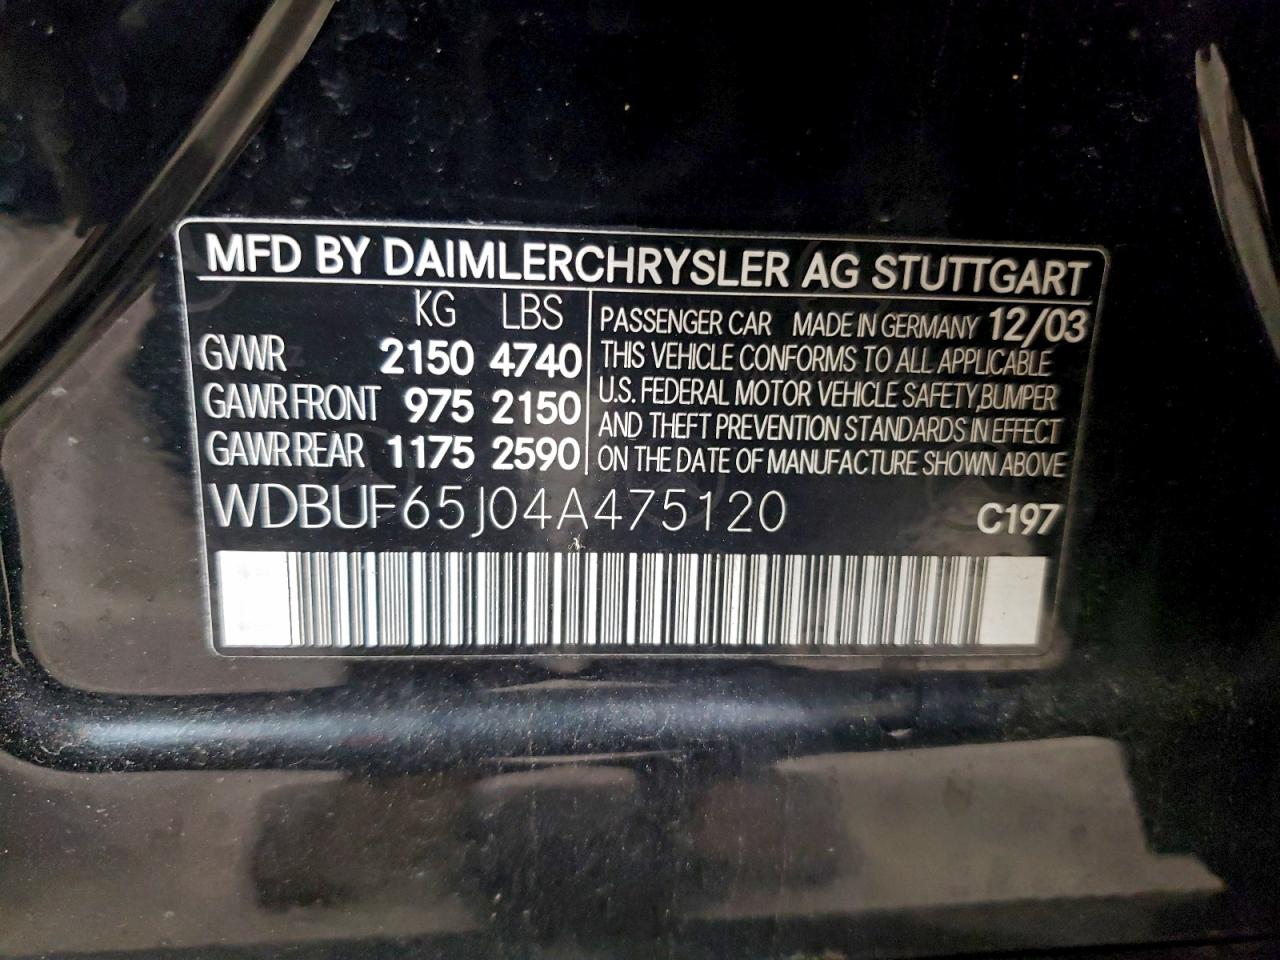 MFD BY DAIMLERCHRYSLER AG STUTTGART
KG LBS
GVWR 2150 4740
GAWR FRONT 975 2150
GAWR REAR 1175 2590
PASSENGER CAR MADE IN GERMANY 12/03
THIS VEHICLE CONFORMS TO ALL APPLICABLE
U.S. FEDERAL MOTOR VEHICLE SAFETY,BUMPER
AND THEFT PREVENTION STANDARDS IN EFFECT
ON THE DATE OF MANUFACTURE SHOWN ABOVE
WDBUF65J04A475120 C197